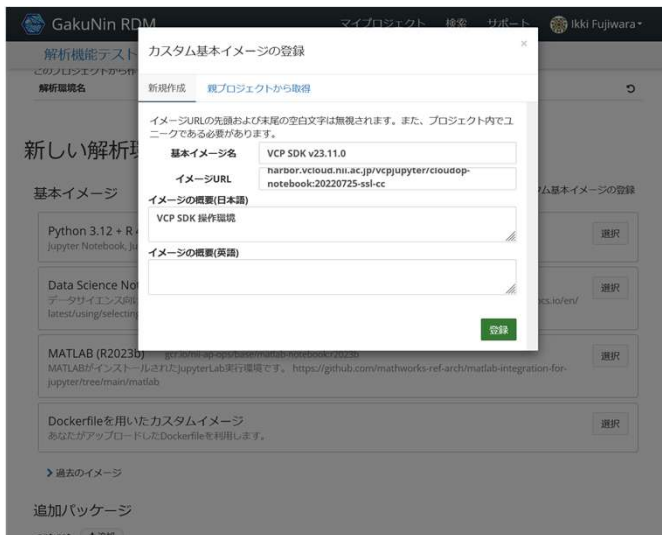 GakuNin RDM
マイプロジェクト 検索 サポート Ikki Fujiwara
解析機能テスト
カスタム基本イメージの登録 ×
このプロジェクトから作
解析環境名
新規作成 親プロジェクトから取得
イメージURLの先頭および末尾の空白文字は無視されます。また、プロジェクト内でユ
ニークである必要があります。
基本イメージ名 VCP SDK v23.11.0
イメージURL harbor.vcloud.nii.ac.jp/vcpjupyter/cloudop-
notebook:20220725-ssl-cc
イメージの概要(日本語)
VCP SDK 操作環境
イメージの概要(英語)
登録
新しい解析環
基本イメージ
ム基本イメージの登録
Python 3.12 + R 4
Jupyter Notebook, Ju
選択
Data Science Not
データサイエンス向
cs.io/en/
latest/using/selecting
選択
MATLAB (R2023b) gcr.io/nii-ap-ops/base/matlab-notebook:r2023b
MATLABがインストールされたJupyterLab実行環境です。 https://github.com/mathworks-ref-arch/matlab-integration-for-
jupyter/tree/main/matlab
選択
Dockerfileを用いたカスタムイメージ
あなたがアップロードしたDockerfileを利用します。
選択
過去のイメージ
追加パッケージ